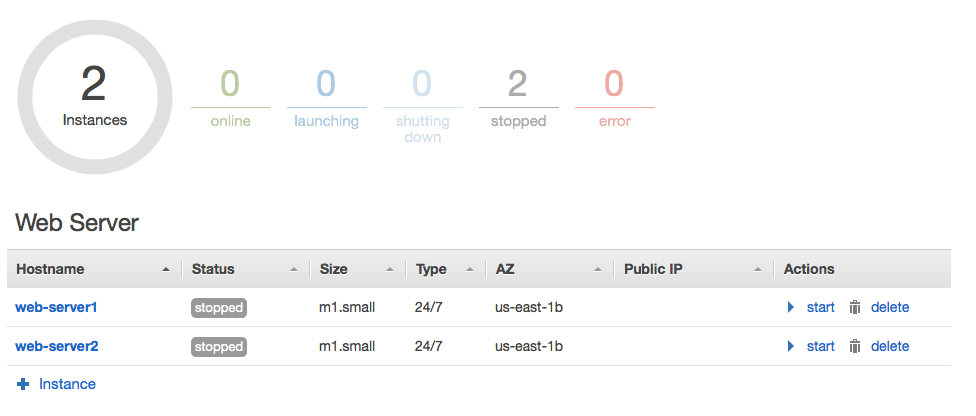 2
Instances
0 0 0 2 0
online launching shutting down stopped error
Web Server
Hostname Status Size Type AZ Public IP Actions
web-server1 stopped m1.small 24/7 us-east-1b start delete
web-server2 stopped m1.small 24/7 us-east-1b start delete
Instance